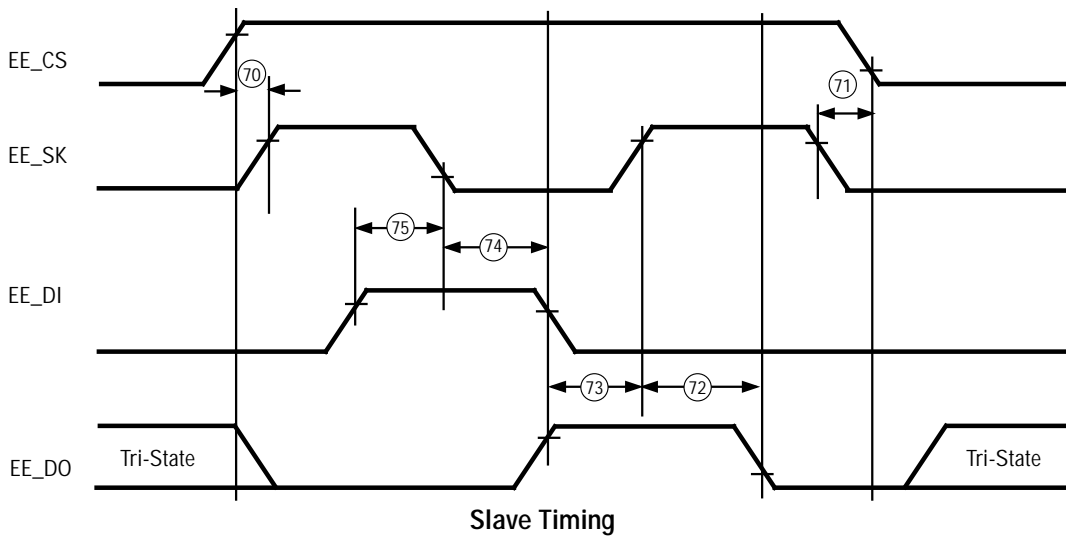 EE_CS
70
71
EE_SK
75
74
EE_DI
73
72
EE_DO
Tri-State
Tri-State
Slave Timing